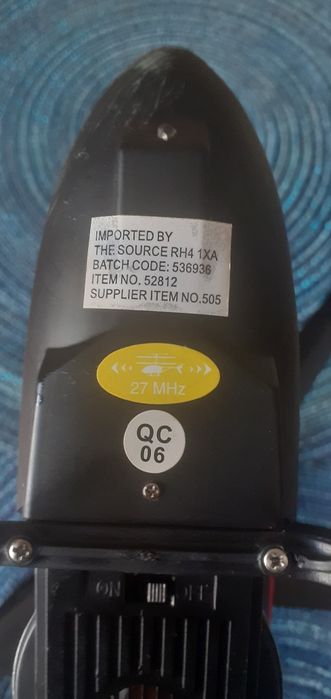 IMPORTED BY
THE SOURCE RH4 1XA
BATCH CODE: 536936
ITEM NO. 52812
SUPPLIER ITEM NO.505
27 MHz
QC
06
ON OFF